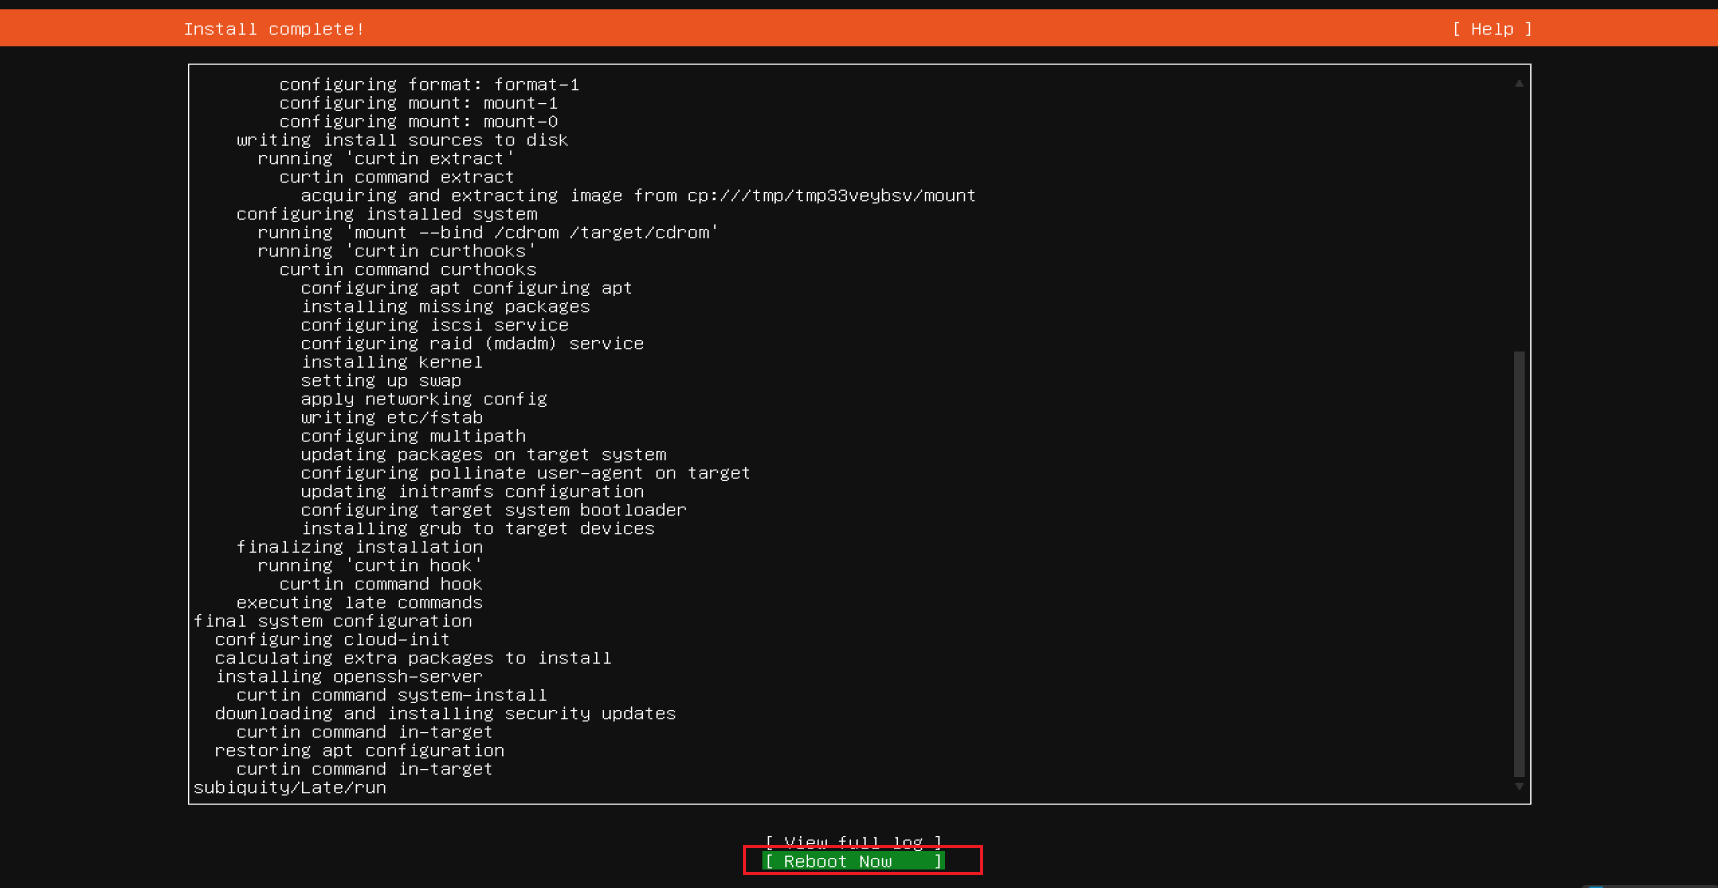 Install complete!
[ Help ]
configuring format: format-1
configuring mount: mount-1
configuring mount: mount-0
writing install sources to disk
running 'curtin extract'
curtin command extract
acquiring and extracting image from cp:///tmp/tmp33veybsv/mount
configuring installed system
running 'mount --bind /cdrom /target/cdrom'
running 'curtin curthooks'
curtin command curthooks
configuring apt configuring apt
installing missing packages
configuring iscsi service
configuring raid (mdadm) service
installing kernel
setting up swap
apply networking config
writing etc/fstab
configuring multipath
updating packages on target system
configuring pollinate user-agent on target
updating initramfs configuration
configuring target system bootloader
installing grub to target devices
finalizing installation
running 'curtin hook'
curtin command hook
executing late commands
final system configuration
configuring cloud-init
calculating extra packages to install
installing openssh-server
curtin command system-install
downloading and installing security updates
curtin command in-target
restoring apt configuration
curtin command in-target
subiquity/Late/run
[ View full log ]
[ Reboot Now ]